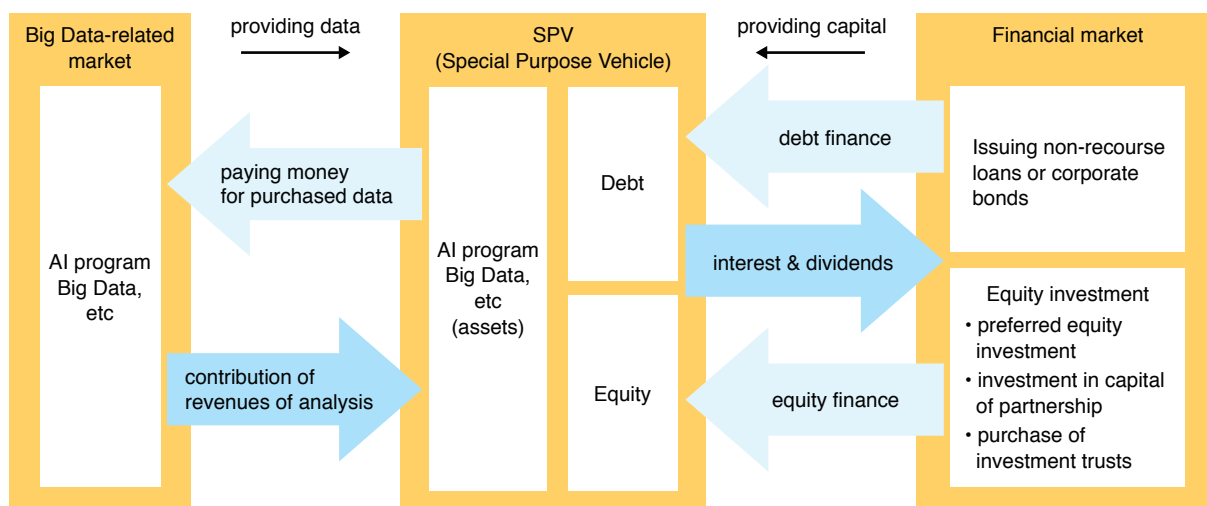 Big Data-related
market
providing data
SPV
(Special Purpose Vehicle)
providing capital
Financial market
AI program
Big Data,
etc
paying money
for purchased data
contribution of
revenues of analysis
AI program
Big Data,
etc
(assets)
Debt
Equity
debt finance
interest & dividends
equity finance
Issuing non-recourse
loans or corporate
bonds
Equity investment
• preferred equity
investment
• investment in capital
of partnership
• purchase of
investment trusts